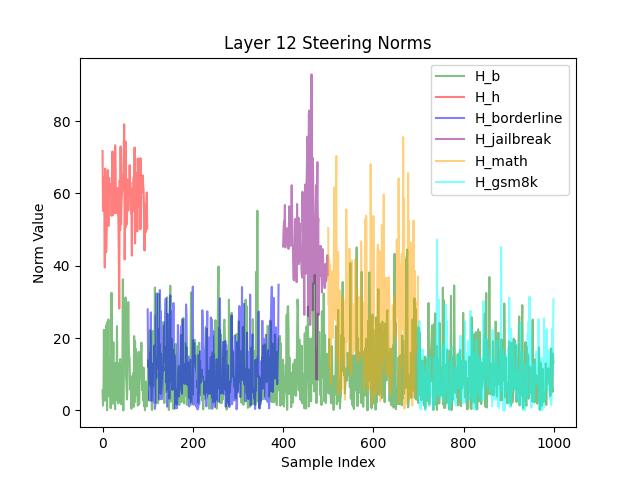 Layer 12 Steering Norms
H_b
H_h
H_borderline
H_jailbreak
H_math
H_gsm8k
Norm Value
80
60
40
20
0
0
200
400
600
800
1000
Sample Index